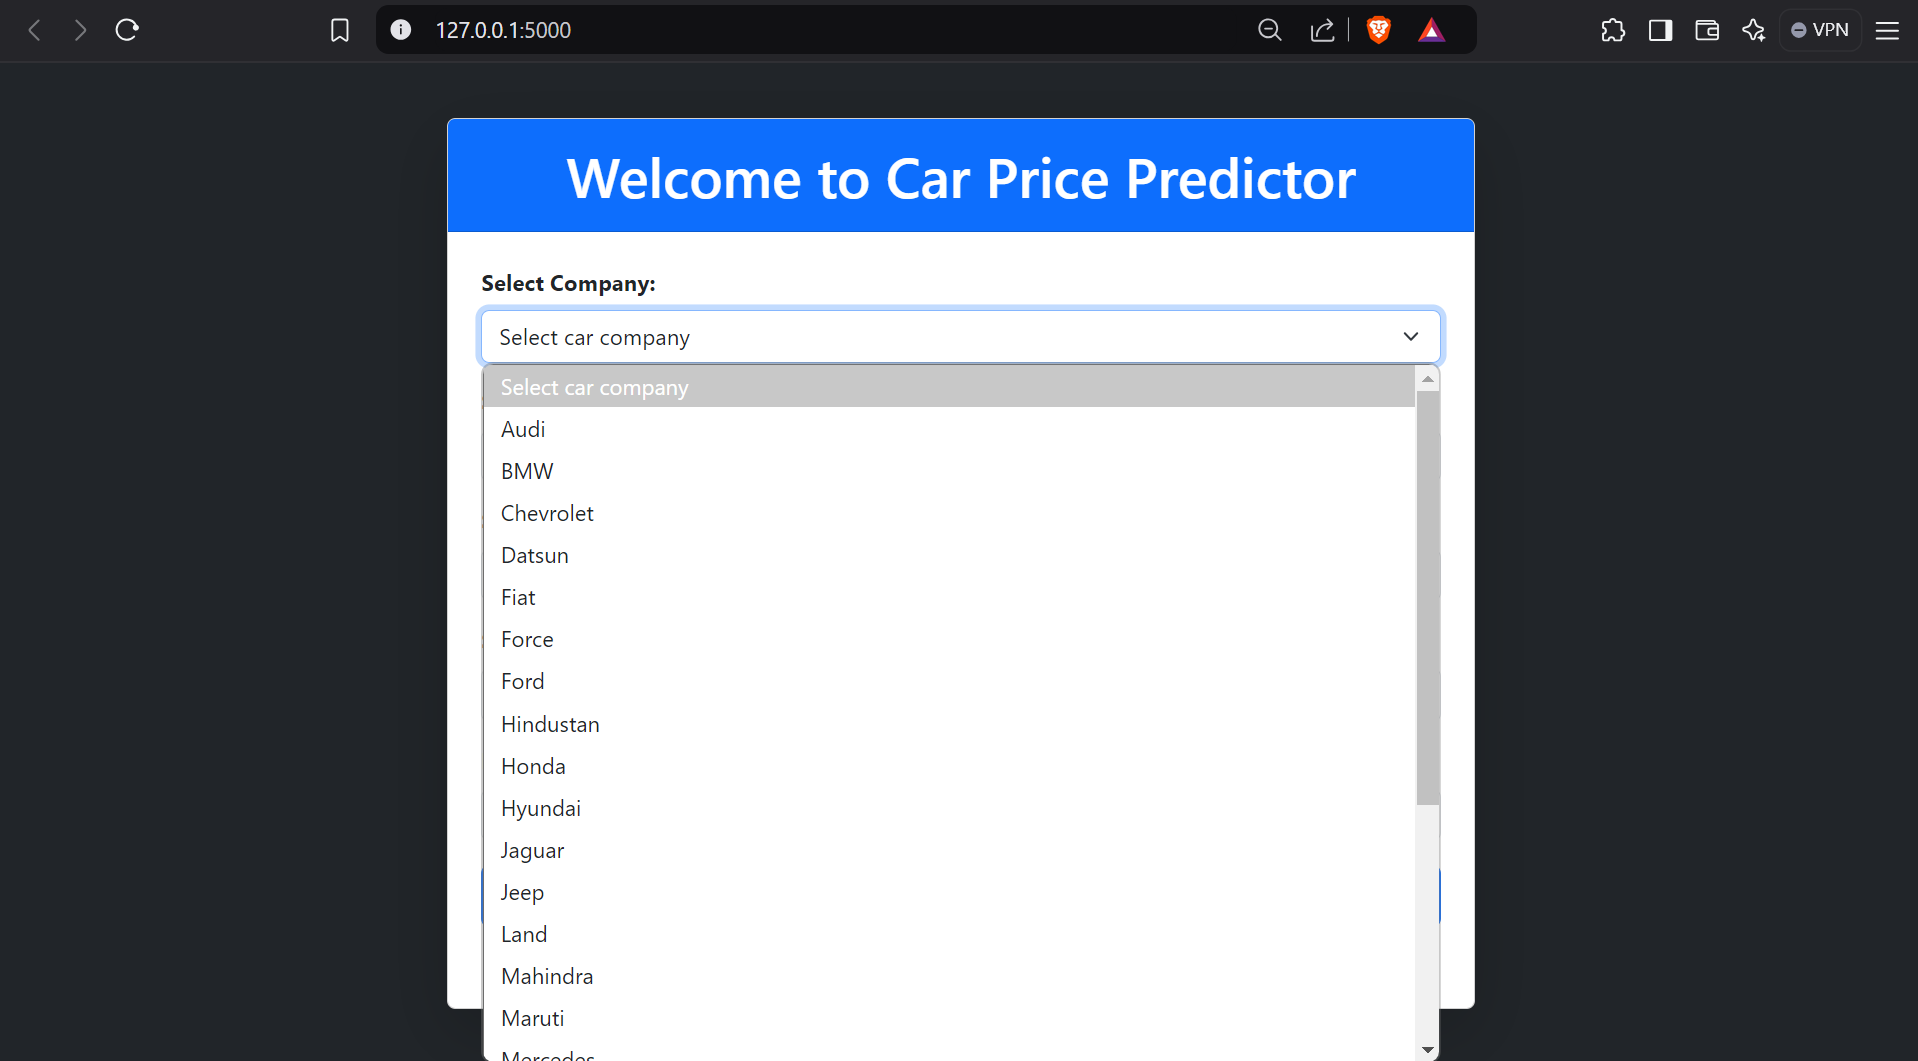 127.0.0.1:5000
VPN
Welcome to Car Price Predictor
Select Company:
Select car company
Select car company
Audi
BMW
Chevrolet
Datsun
Fiat
Force
Ford
Hindustan
Honda
Hyundai
Jaguar
Jeep
Land
Mahindra
Maruti
Mercedes